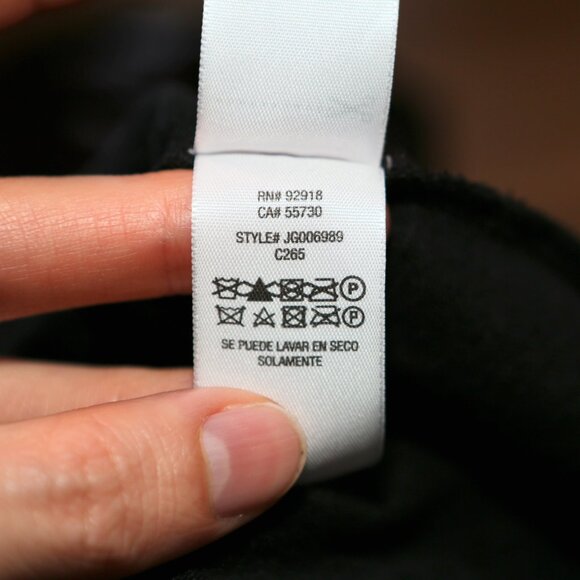 RN# 92918
CA# 55730
STYLE# JG006989
C265
P
P
SE PUEDE LAVAR EN SECO
SOLAMENTE